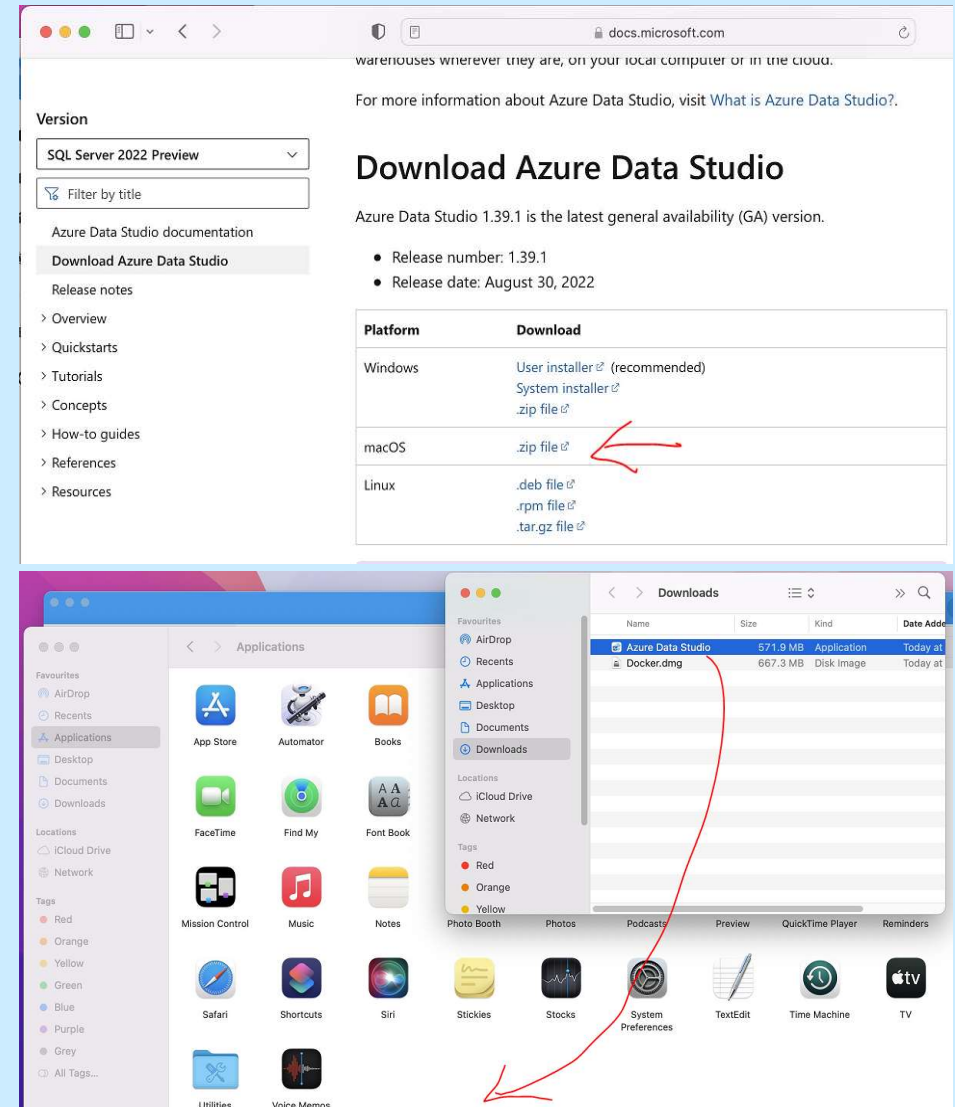 docs.microsoft.com
warehouses wherever they are, on your local computer or in the cloud.
For more information about Azure Data Studio, visit What is Azure Data Studio?.
Version
SQL Server 2022 Preview
Filter by title
Azure Data Studio documentation
Download Azure Data Studio
Release notes
Overview
Quickstarts
Tutorials
Concepts
How-to guides
References
Resources
Download Azure Data Studio
Azure Data Studio 1.39.1 is the latest general availability (GA) version.
Release number: 1.39.1
Release date: August 30, 2022
Platform Download
Windows User installer (recommended)
System installer
.zip file
macOS .zip file
Linux .deb file
.rpm file
.tar.gz file
Applications
Favourites
AirDrop
Recents
Applications
Desktop
Documents
Downloads
Locations
iCloud Drive
Network
Tags
Red
Orange
Yellow
Green
Blue
Purple
Grey
All Tags...
Downloads
Favourites
AirDrop
Recents
Applications
Desktop
Documents
Downloads
Locations
iCloud Drive
Network
Tags
Red
Orange
Yellow
Name Size Kind Date Adde
Azure Data Studio 571.9 MB Application Today at
Docker.dmg 667.3 MB Disk Image Today at
App Store Automator Books
FaceTime Find My Font Book
Mission Control Music Notes Photo Booth Photos Podcasts Preview QuickTime Player Reminders
Safari Shortcuts Siri Stickies Stocks System Preferences TextEdit Time Machine TV
Utilities Voice Memos